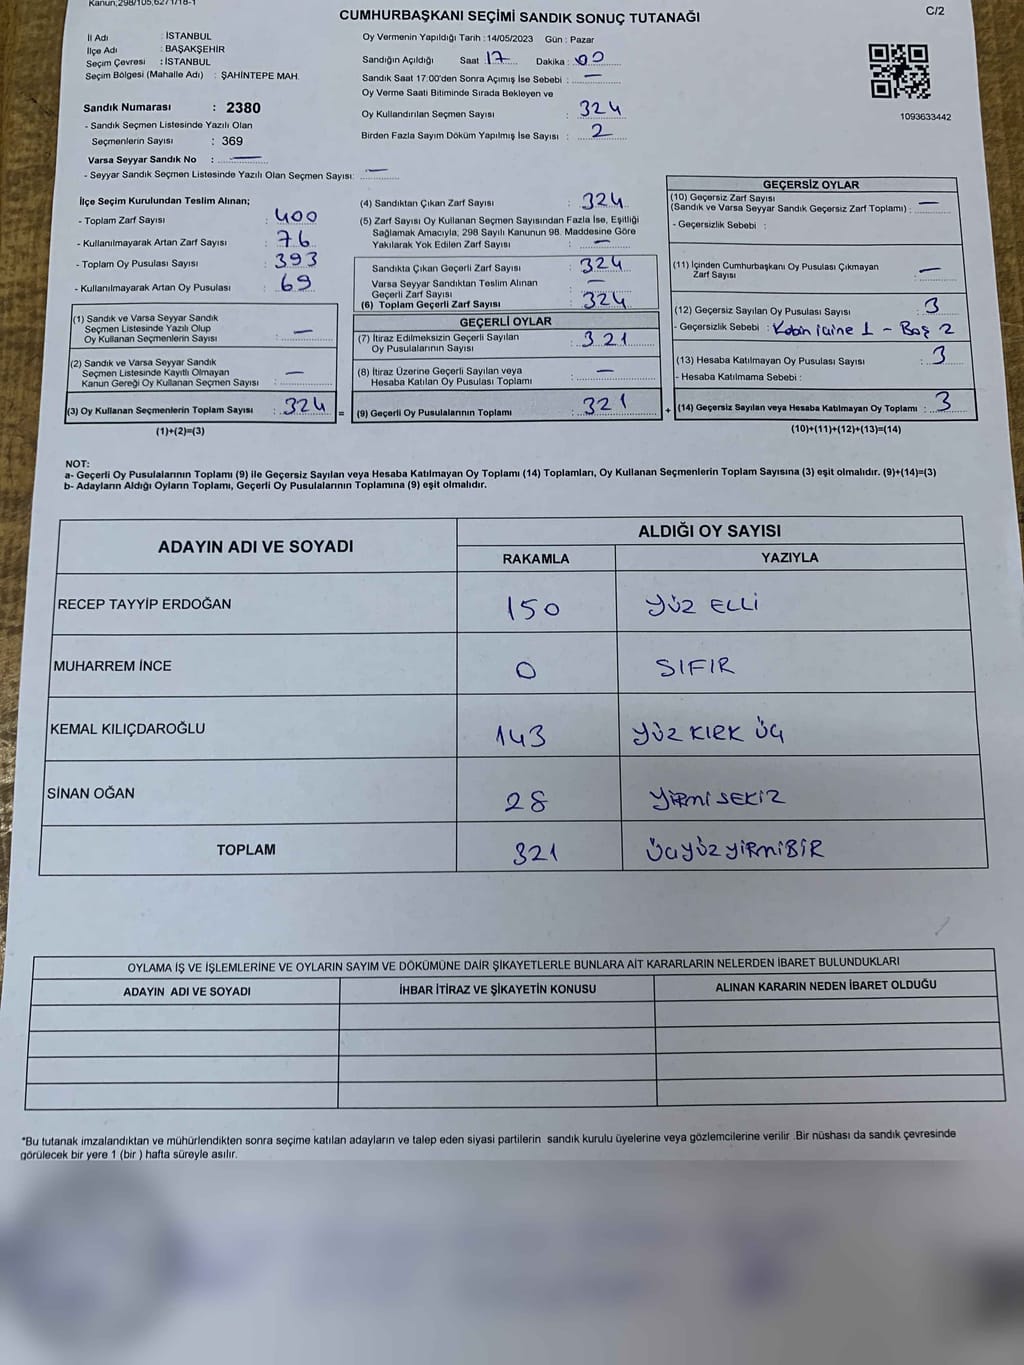 Kanun,298/105,627/1/18-1
C/2
CUMHURBAŞKANI SEÇİMİ SANDIK SONUÇ TUTANAĞI
İl Adı : İSTANBUL
İlçe Adı : BAŞAKŞEHİR
Seçim Çevresi : İSTANBUL
Seçim Bölgesi (Mahalle Adı) : ŞAHİNTEPE MAH.
Sandık Numarası : 2380
- Sandık Seçmen Listesinde Yazılı Olan
Seçmenlerin Sayısı : 369
Varsa Seyyar Sandık No : —
- Seyyar Sandık Seçmen Listesinde Yazılı Olan Seçmen Sayısı: —
Oy Vermenin Yapıldığı Tarih :14/05/2023 Gün : Pazar
Sandığın Açıldığı Saat 17 Dakika : 00
Sandık Saat 17:00'den Sonra Açımış İse Sebebi : —
Oy Verme Saati Bitiminde Sırada Bekleyen ve
Oy Kullandırılan Seçmen Sayısı : 324
Birden Fazla Sayım Döküm Yapılmış İse Sayısı : 2
1093633442
İlçe Seçim Kurulundan Teslim Alınan;
- Toplam Zarf Sayısı : 400
- Kullanılmayarak Artan Zarf Sayısı : 76
- Toplam Oy Pusulası Sayısı : 393
- Kullanılmayarak Artan Oy Pusulası : 69
(1) Sandık ve Varsa Seyyar Sandık
Seçmen Listesinde Yazılı Olup
Oy Kullanan Seçmenlerin Sayısı : —
(2) Sandık ve Varsa Seyyar Sandık
Seçmen Listesinde Kayıtlı Olmayan
Kanun Gereği Oy Kullanan Seçmen Sayısı : —
(3) Oy Kullanan Seçmenlerin Toplam Sayısı : 324 =
(1)+(2)=(3)
(4) Sandıktan Çıkan Zarf Sayısı : 324
(5) Zarf Sayısı Oy Kullanan Seçmen Sayısından Fazla İse, Eşitliği
Sağlamak Amacıyla, 298 Sayılı Kanunun 98. Maddesine Göre
Yakılarak Yok Edilen Zarf Sayısı : —
Sandıkta Çıkan Geçerli Zarf Sayısı : 324
Varsa Seyyar Sandıktan Teslim Alınan
Geçerli Zarf Sayısı : —
(6) Toplam Geçerli Zarf Sayısı : 324
GEÇERLİ OYLAR
(7) İtiraz Edilmeksizin Geçerli Sayılan
Oy Pusulalarının Sayısı : 321
(8) İtiraz Üzerine Geçerli Sayılan veya
Hesaba Katılan Oy Pusulası Toplamı : —
(9) Geçerli Oy Pusulalarının Toplamı : 321 +
GEÇERSİZ OYLAR
(10) Geçersiz Zarf Sayısı
(Sandık ve Varsa Seyyar Sandık Geçersiz Zarf Toplamı) : —
- Geçersizlik Sebebi :
(11) İçinden Cumhurbaşkanı Oy Pusulası Çıkmayan
Zarf Sayısı : —
(12) Geçersiz Sayılan Oy Pusulası Sayısı : 3
- Geçersizlik Sebebi : 1 - Boş 2
(13) Hesaba Katılmayan Oy Pusulası Sayısı : 3
- Hesaba Katılmama Sebebi :
(14) Geçersiz Sayılan veya Hesaba Katılmayan Oy Toplamı : 3
(10)+(11)+(12)+(13)=(14)
NOT:
a- Geçerli Oy Pusulalarının Toplamı (9) ile Geçersiz Sayılan veya Hesaba Katılmayan Oy Toplamı (14) Toplamları, Oy Kullanan Seçmenlerin Toplam Sayısına (3) eşit olmalıdır. (9)+(14)=(3)
b- Adayların Aldığı Oyların Toplamı, Geçerli Oy Pusulalarının Toplamına (9) eşit olmalıdır.
ADAYIN ADI VE SOYADI
ALDIĞI OY SAYISI
RAKAMLA YAZIYLA
RECEP TAYYİP ERDOĞAN 150 YÜZ ELLİ
MUHARREM İNCE 0 SIFIR
KEMAL KILIÇDAROĞLU 143 YÜZ KIRK ÜÇ
SİNAN OĞAN 28 YİRMİ SEKİZ
TOPLAM 321 ÜÇYÜZYİRMİBİR
OYLAMA İŞ VE İŞLEMLERİNE VE OYLARIN SAYIM VE DÖKÜMÜNE DAİR ŞİKAYETLERLE BUNLARA AİT KARARLARIN NELERDEN İBARET BULUNDUKLARI
ADAYIN ADI VE SOYADI İHBAR İTİRAZ VE ŞİKAYETİN KONUSU ALINAN KARARIN NEDEN İBARET OLDUĞU
*Bu tutanak imzalandıktan ve mühürlendikten sonra seçime katılan adayların ve talep eden siyasi partilerin sandık kurulu üyelerine veya gözlemcilerine verilir .Bir nüshası da sandık çevresinde
görülecek bir yere 1 (bir ) hafta süreyle asılır.